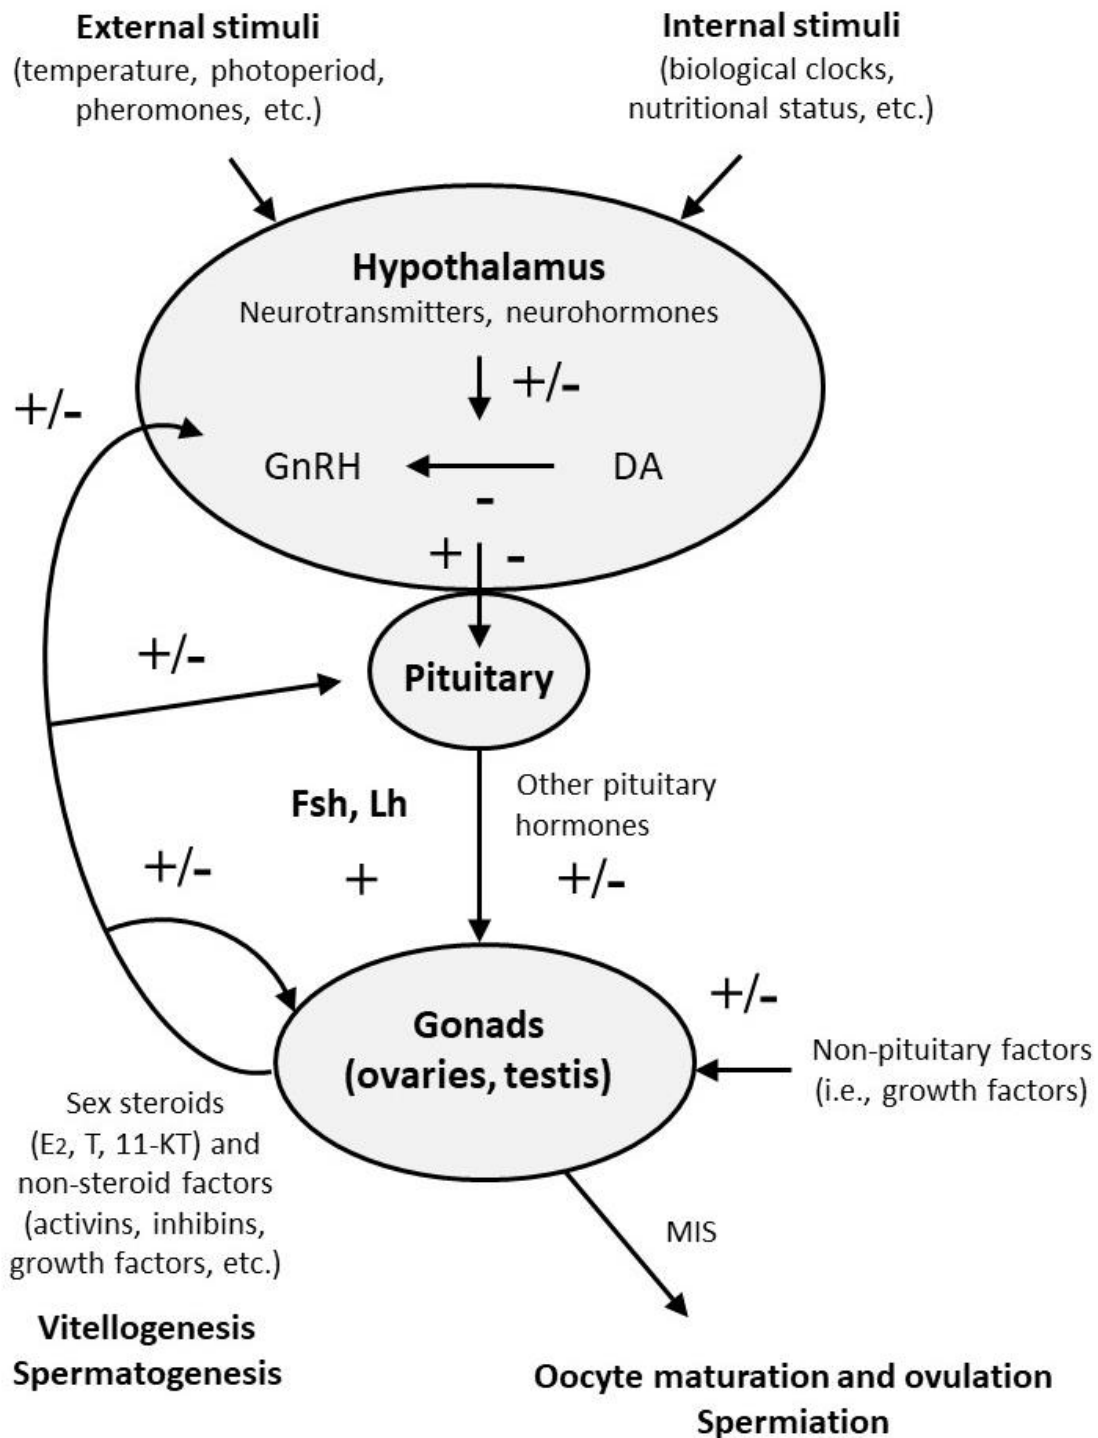 External stimuli
(temperature, photoperiod,
pheromones, etc.)
Internal stimuli
(biological clocks,
nutritional status, etc.)
Hypothalamus
Neurotransmitters, neurohormones
+/-
+/-
GnRH
DA
-
+
-
+/-
Pituitary
Fsh, Lh
Other pituitary
hormones
+/-
+
+/-
+/-
Gonads
(ovaries, testis)
Non-pituitary factors
(i.e., growth factors)
Sex steroids
(E2, T, 11-KT) and
non-steroid factors
(activins, inhibins,
growth factors, etc.)
MIS
Vitellogenesis
Spermatogenesis
Oocyte maturation and ovulation
Spermiation